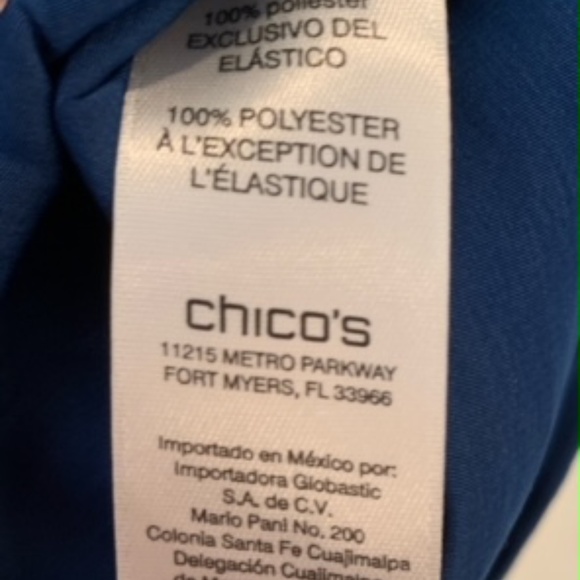 100% poliéster
EXCLUSIVO DEL
ELÁSTICO
100% POLYESTER
À L'EXCEPTION DE
L'ÉLASTIQUE
chico's
11215 METRO PARKWAY
FORT MYERS, FL 33966
Importado en México por:
Importadora Globastic
S.A. de C.V.
Mario Pani No. 200
Colonia Santa Fe Cuajimalpa
Delegación Cuajimalpa